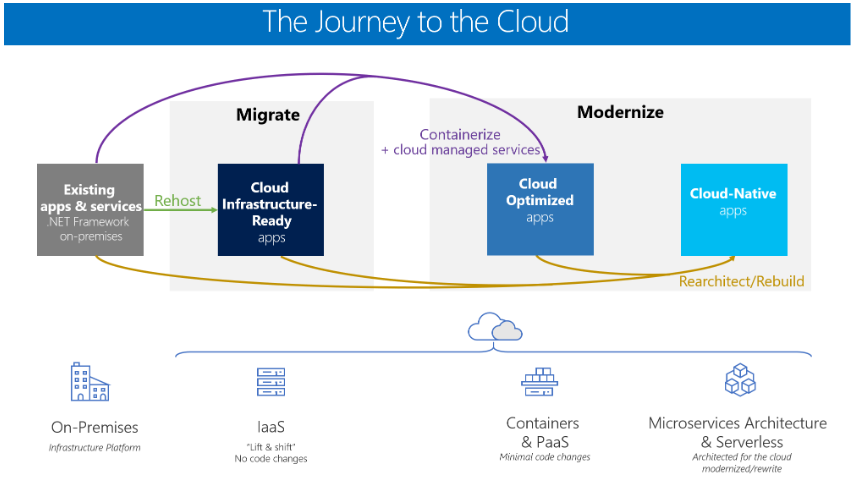 The Journey to the Cloud
Migrate
Modernize
Containerize
+ cloud managed services
Existing
apps & services
.NET Framework
on-premises
Rehost
Cloud
Infrastructure-
Ready
apps
Cloud
Optimized
apps
Cloud-Native
apps
Rearchitect/Rebuild
On-Premises
Infrastructure Platform
IaaS
"Lift & shift"
No code changes
Containers
& PaaS
Minimal code changes
Microservices Architecture
& Serverless
Architected for the cloud
modernized/rewrite